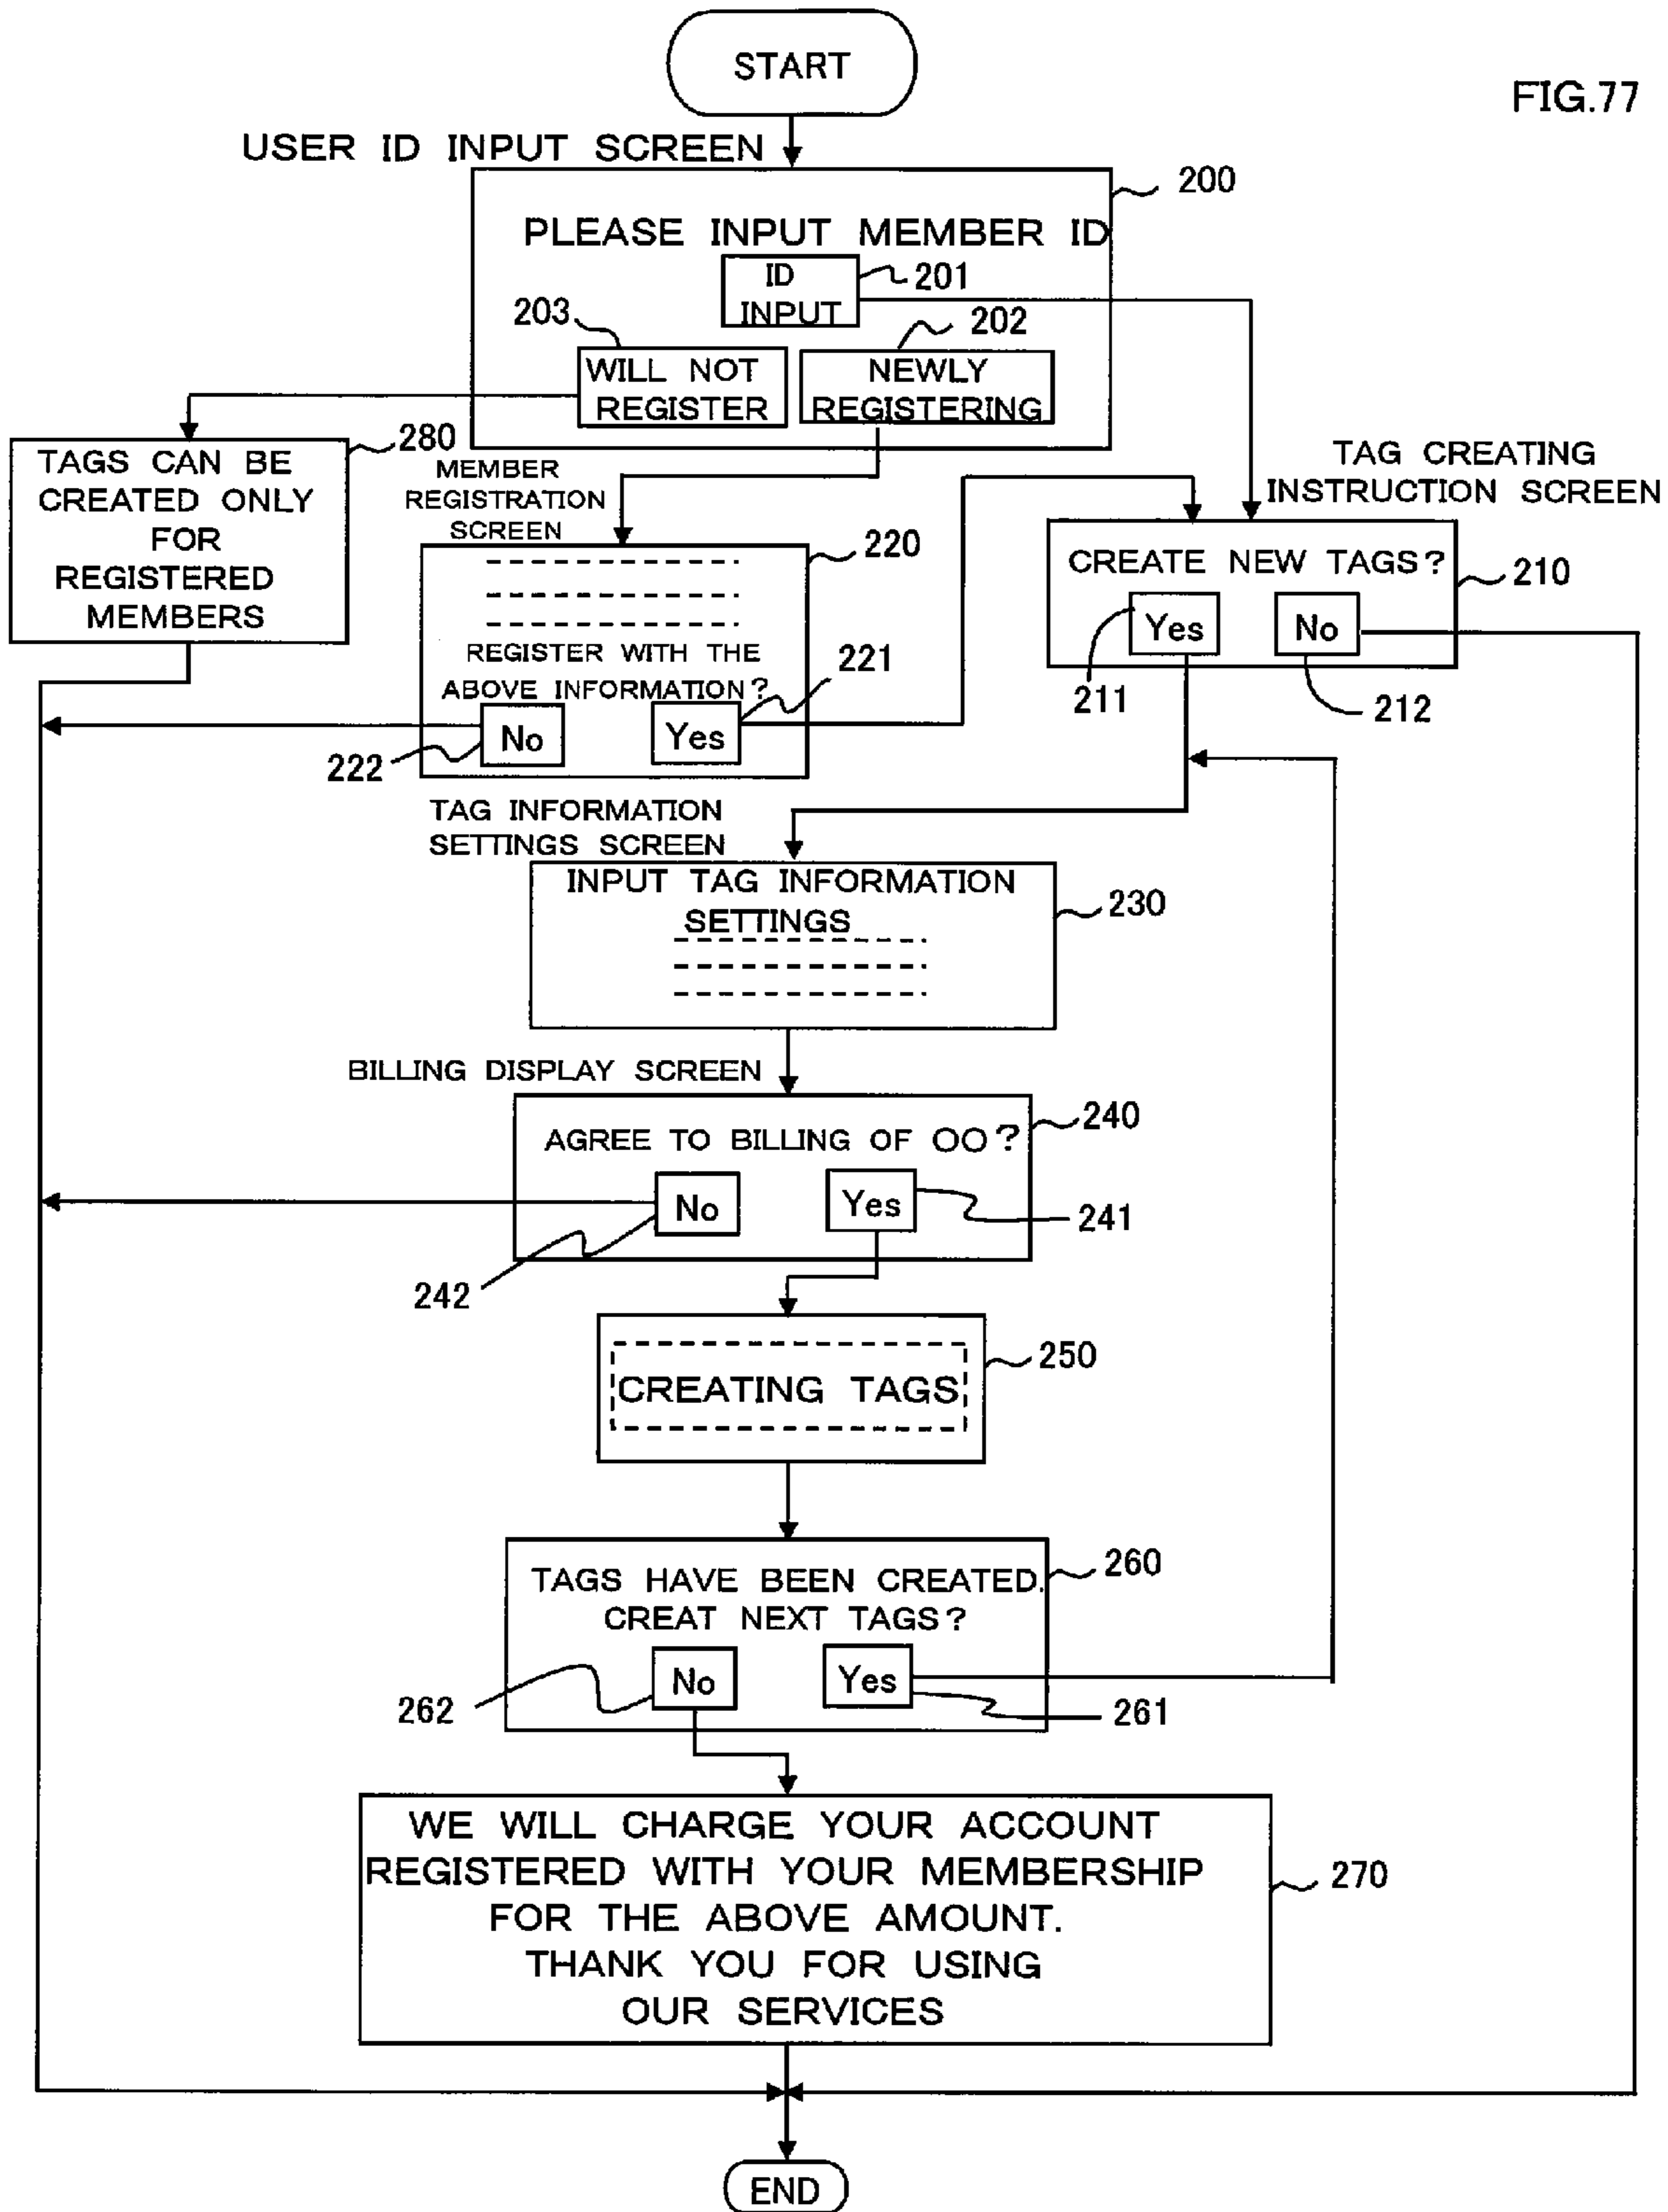 START
FIG.77
USER ID INPUT SCREEN
200
PLEASE INPUT MEMBER ID
ID
INPUT
201
203
202
WILL NOT
REGISTER
NEWLY
REGISTERING
280
TAGS CAN BE
CREATED ONLY
FOR
REGISTERED
MEMBERS
MEMBER
REGISTRATION
SCREEN
TAG CREATING
INSTRUCTION SCREEN
220
REGISTER WITH THE
ABOVE INFORMATION?
221
No
Yes
222
CREATE NEW TAGS?
210
Yes
No
211
212
TAG INFORMATION
SETTINGS SCREEN
INPUT TAG INFORMATION
SETTINGS
230
BILLING DISPLAY SCREEN
240
AGREE TO BILLING OF OO?
No
Yes
241
242
250
CREATING TAGS
260
TAGS HAVE BEEN CREATED.
CREAT NEXT TAGS?
No
Yes
262
261
WE WILL CHARGE YOUR ACCOUNT
REGISTERED WITH YOUR MEMBERSHIP
FOR THE ABOVE AMOUNT.
THANK YOU FOR USING
OUR SERVICES
270
END